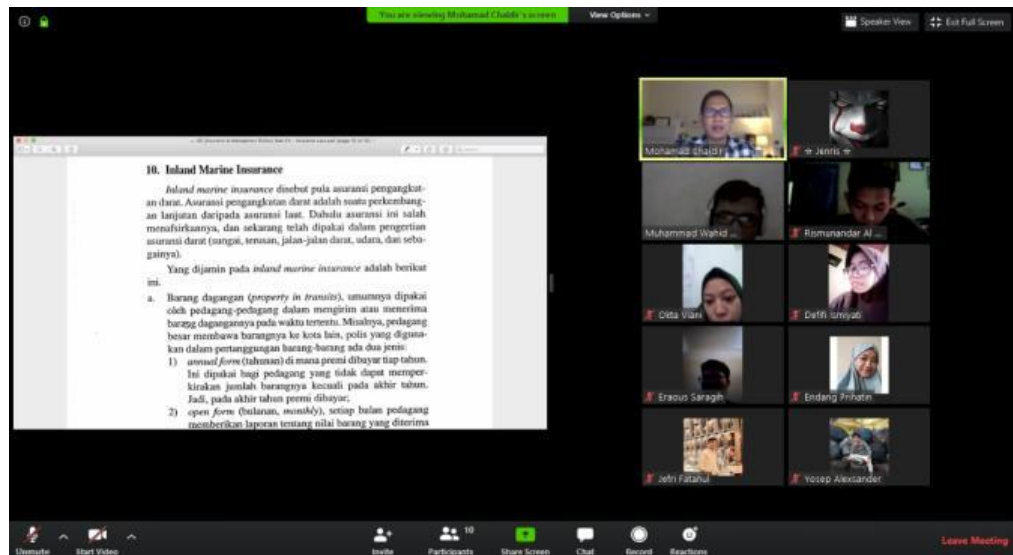 You are viewing Mohamad Chaidir's screen
View Options
Speaker View
Exit Full Screen
10. Inland Marine Insurance
Inland marine insurance disebut pula asuransi pengangkut-
an darat. Asuransi pengangkutan darat adalah suatu perkembang-
an lanjutan daripada asuransi laut. Dahulu asuransi ini salah
menafsirkannya, dan sekarang telah dipakai dalam pengertian
asuransi darat (sungai, terusan, jalan-jalan darat, udara, dan seba-
gainya).
Yang dijamin pada inland marine insurance adalah berikut
ini.
a. Barang dagangan (property in transits), umumnya dipakai
oleh pedagang-pedagang dalam mengirim atau menerima
barang dagangannya pada waktu tertentu. Misalnya, pedagang
besar membawa barangnya ke kota lain, polis yang diguna-
kan dalam pertanggungan barang-barang ada dua jenis:
1) annual form (tahunan) di mana premi dibayar tiap tahun.
Ini dipakai bagi pedagang yang tidak dapat memper-
kirakan jumlah barangnya kecuali pada akhir tahun.
Jadi, pada akhir tahun premi dibayar;
2) open form (bulanan, monthly), setiap bulan pedagang
memberikan laporan tentang nilai barang yang diterima
Mohamad Chaidir
☆ Jenris ☆
Muhammad Wahid ...
Rismunandar Al ...
Olita Viani
Defifi Ismiyati
Eraous Saragih
Endang Prihatin
Jefri Fatahul
Yosep Alexsander
Unmute
Start Video
Invite
Participants
10
Share Screen
Chat
Record
Reactions
Leave Meeting